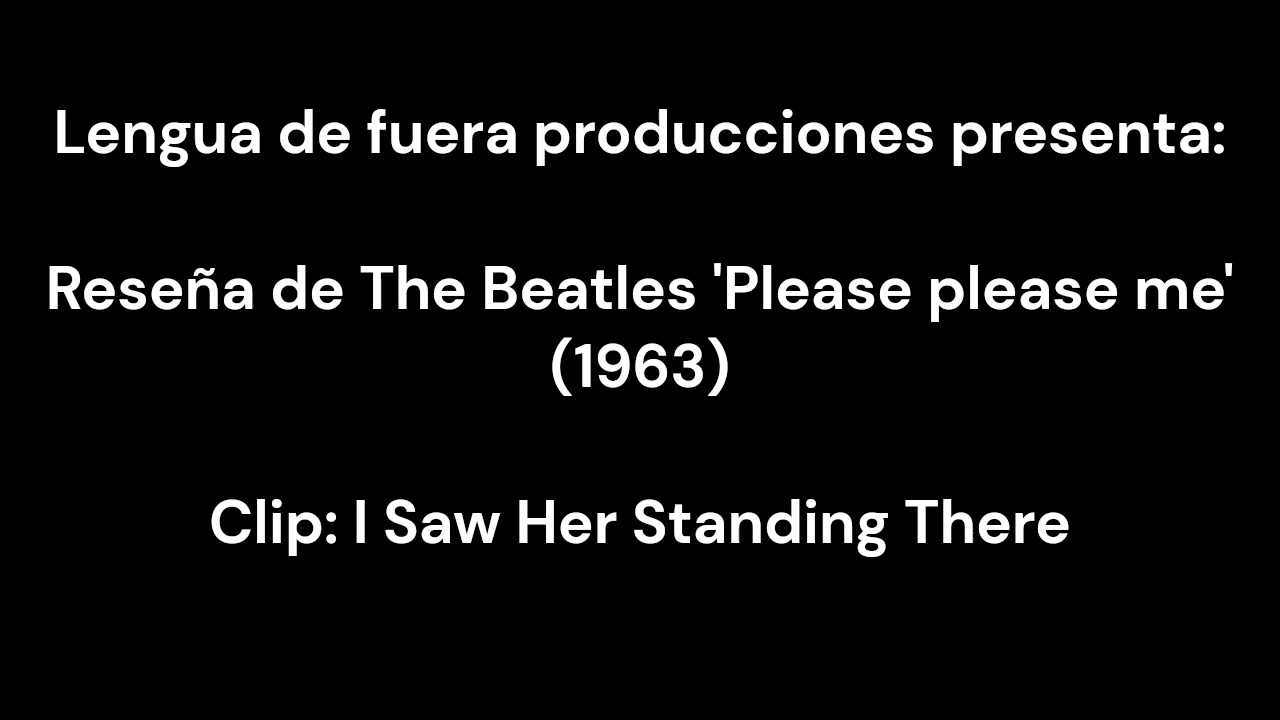 Lengua de fuera producciones presenta:
Reseña de The Beatles 'Please please me'
(1963)
Clip: I Saw Her Standing There